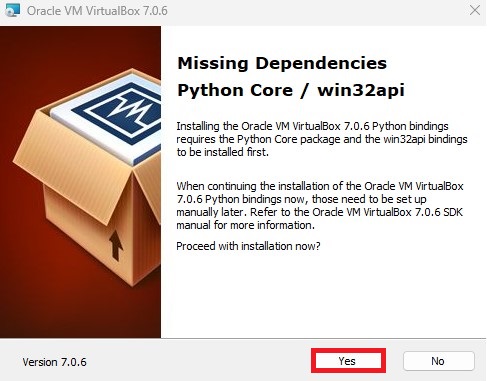 Oracle VM VirtualBox 7.0.6
Missing Dependencies
Python Core / win32api
Installing the Oracle VM VirtualBox 7.0.6 Python bindings
requires the Python Core package and the win32api bindings
to be installed first.
When continuing the installation of the Oracle VM VirtualBox
7.0.6 Python bindings now, those need to be set up
manually later. Refer to the Oracle VM VirtualBox 7.0.6 SDK
manual for more information.
Proceed with installation now?
Version 7.0.6
Yes
No